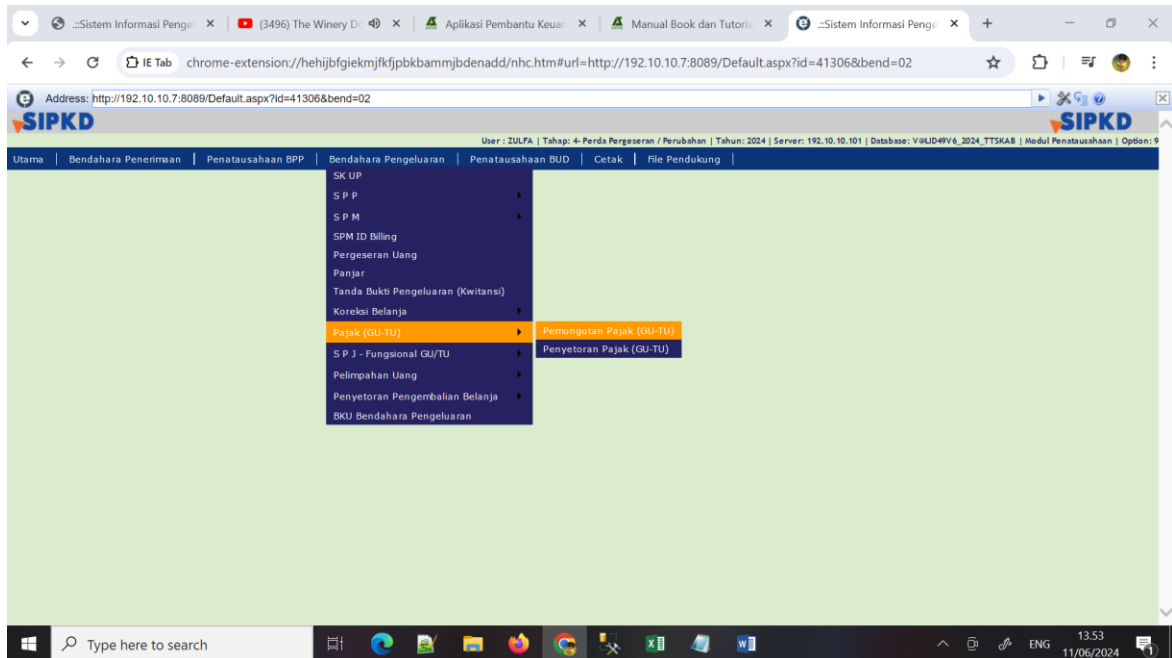 .::Sistem Informasi Penge
(3496) The Winery Do
Aplikasi Pembantu Keuan
Manual Book dan Tutoria
.::Sistem Informasi Penge
IE Tab
chrome-extension://hehijbfgiekmjfkfjpbkbammjbdenadd/nhc.htm#url=http://192.10.10.7:8089/Default.aspx?id=41306&bend=02
Address: http://192.10.10.7:8089/Default.aspx?id=41306&bend=02
SIPKD
SIPKD
User : ZULFA | Tahap: 4- Perda Pergeseran / Perubahan | Tahun: 2024 | Server: 192.10.10.101 | Database: V@LID49V6_2024_TTSKAB | Modul Penatausahaan | Option: 9
Utama | Bendahara Penerimaan | Penatausahaan BPP | Bendahara Pengeluaran | Penatausahaan BUD | Cetak | File Pendukung |
SK UP
S P P
S P M
SPM ID Billing
Pergeseran Uang
Panjar
Tanda Bukti Pengeluaran (Kwitansi)
Koreksi Belanja
Pajak (GU-TU)
Pemungutan Pajak (GU-TU)
Penyetoran Pajak (GU-TU)
S P J - Fungsional GU/TU
Pelimpahan Uang
Penyetoran Pengembalian Belanja
BKU Bendahara Pengeluaran
Type here to search
ENG
13.53
11/06/2024
1